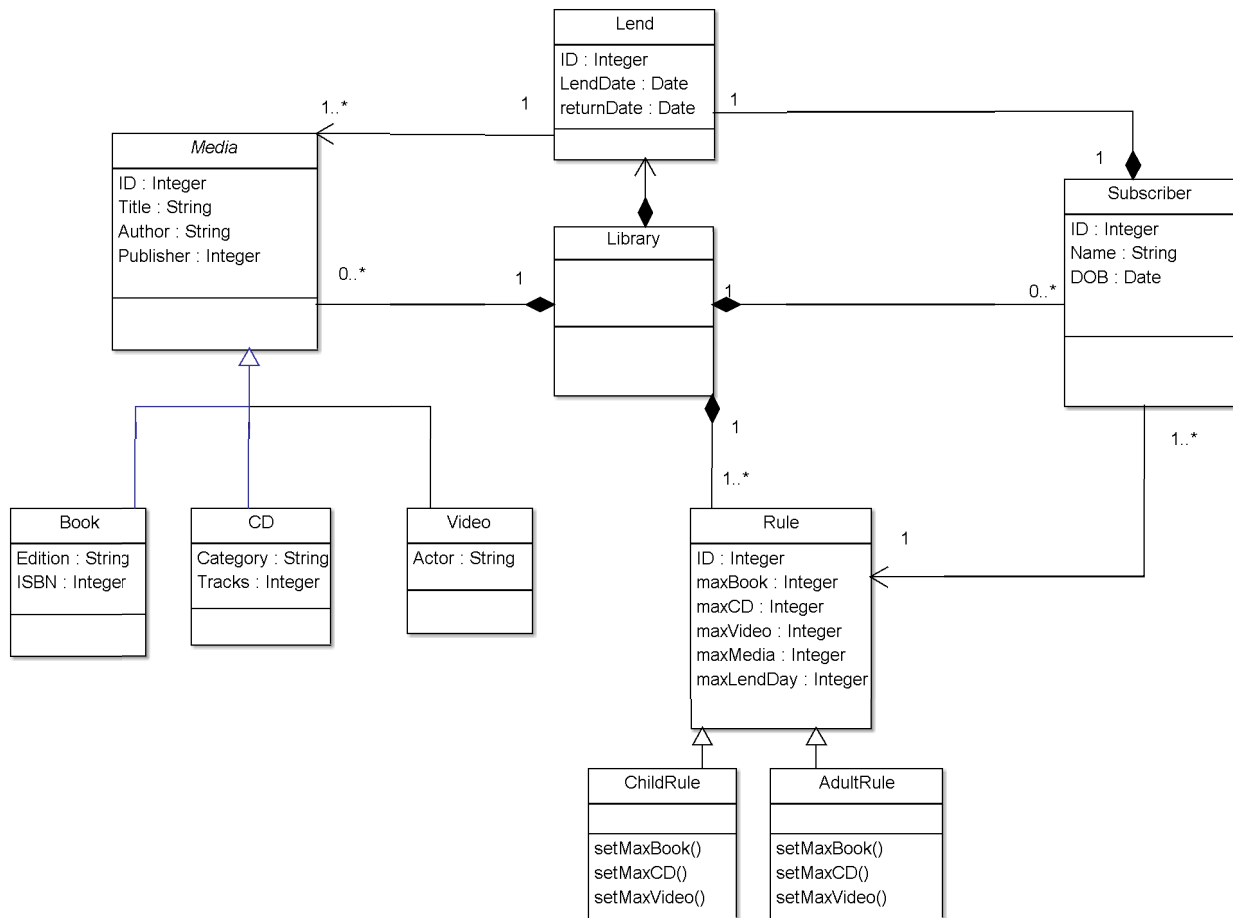 Lend
ID : Integer
LendDate : Date
returnDate : Date
1..*
1
1
1
Media
ID : Integer
Title : String
Author : String
Publisher : Integer
Subscriber
ID : Integer
Name : String
DOB : Date
Library
0..*
1
1
0..*
1
1..*
1..*
1
Book
Edition : String
ISBN : Integer
CD
Category : String
Tracks : Integer
Video
Actor : String
Rule
ID : Integer
maxBook : Integer
maxCD : Integer
maxVideo : Integer
maxMedia : Integer
maxLendDay : Integer
ChildRule
setMaxBook()
setMaxCD()
setMaxVideo()
AdultRule
setMaxBook()
setMaxCD()
setMaxVideo()